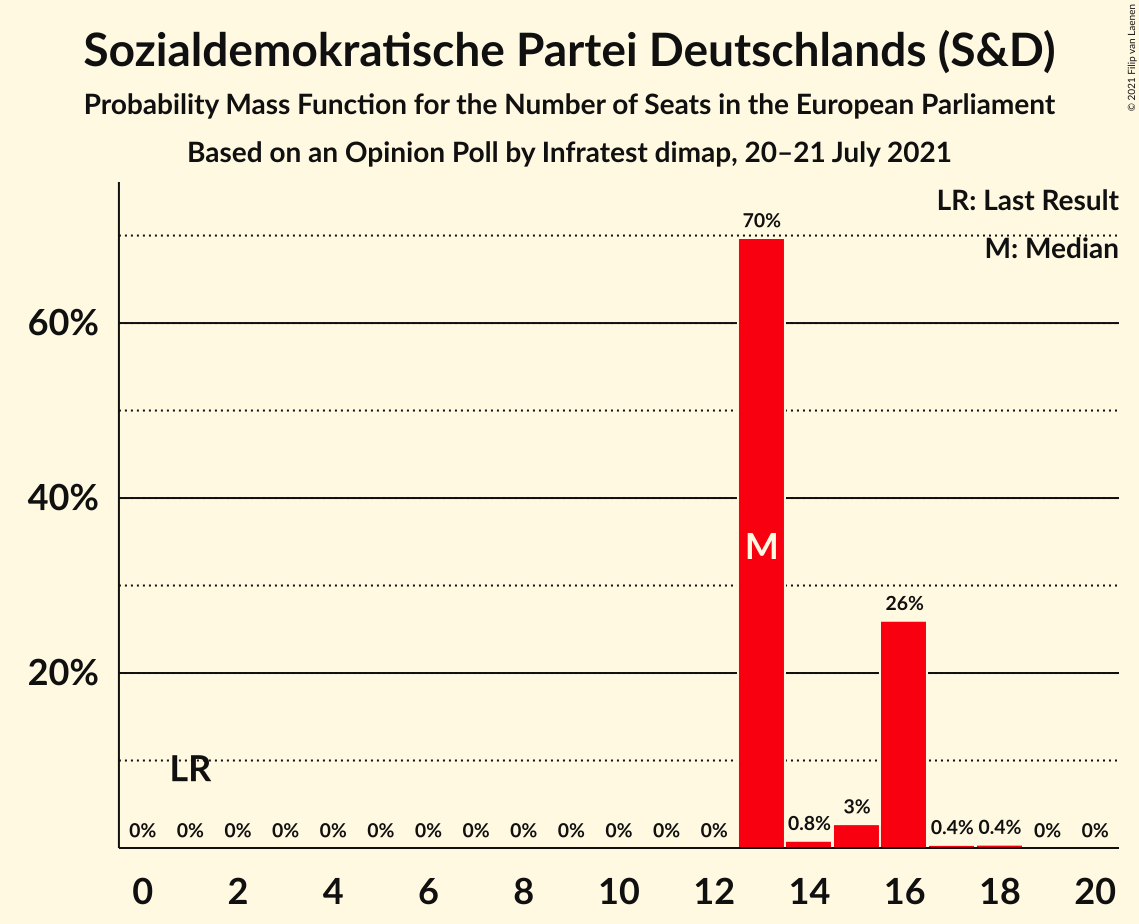 Sozialdemokratische Partei Deutschlands (S&D)
Probability Mass Function for the Number of Seats in the European Parliament
Based on an Opinion Poll by Infratest dimap, 20–21 July 2021
© 2021 Filip van Laenen
LR: Last Result
M: Median
70%
60%
40%
M
26%
20%
LR
3%
0% 0% 0% 0% 0% 0% 0% 0% 0% 0% 0% 0% 0% 0.8% 0.4% 0.4% 0% 0%
0 2 4 6 8 10 12 14 16 18 20